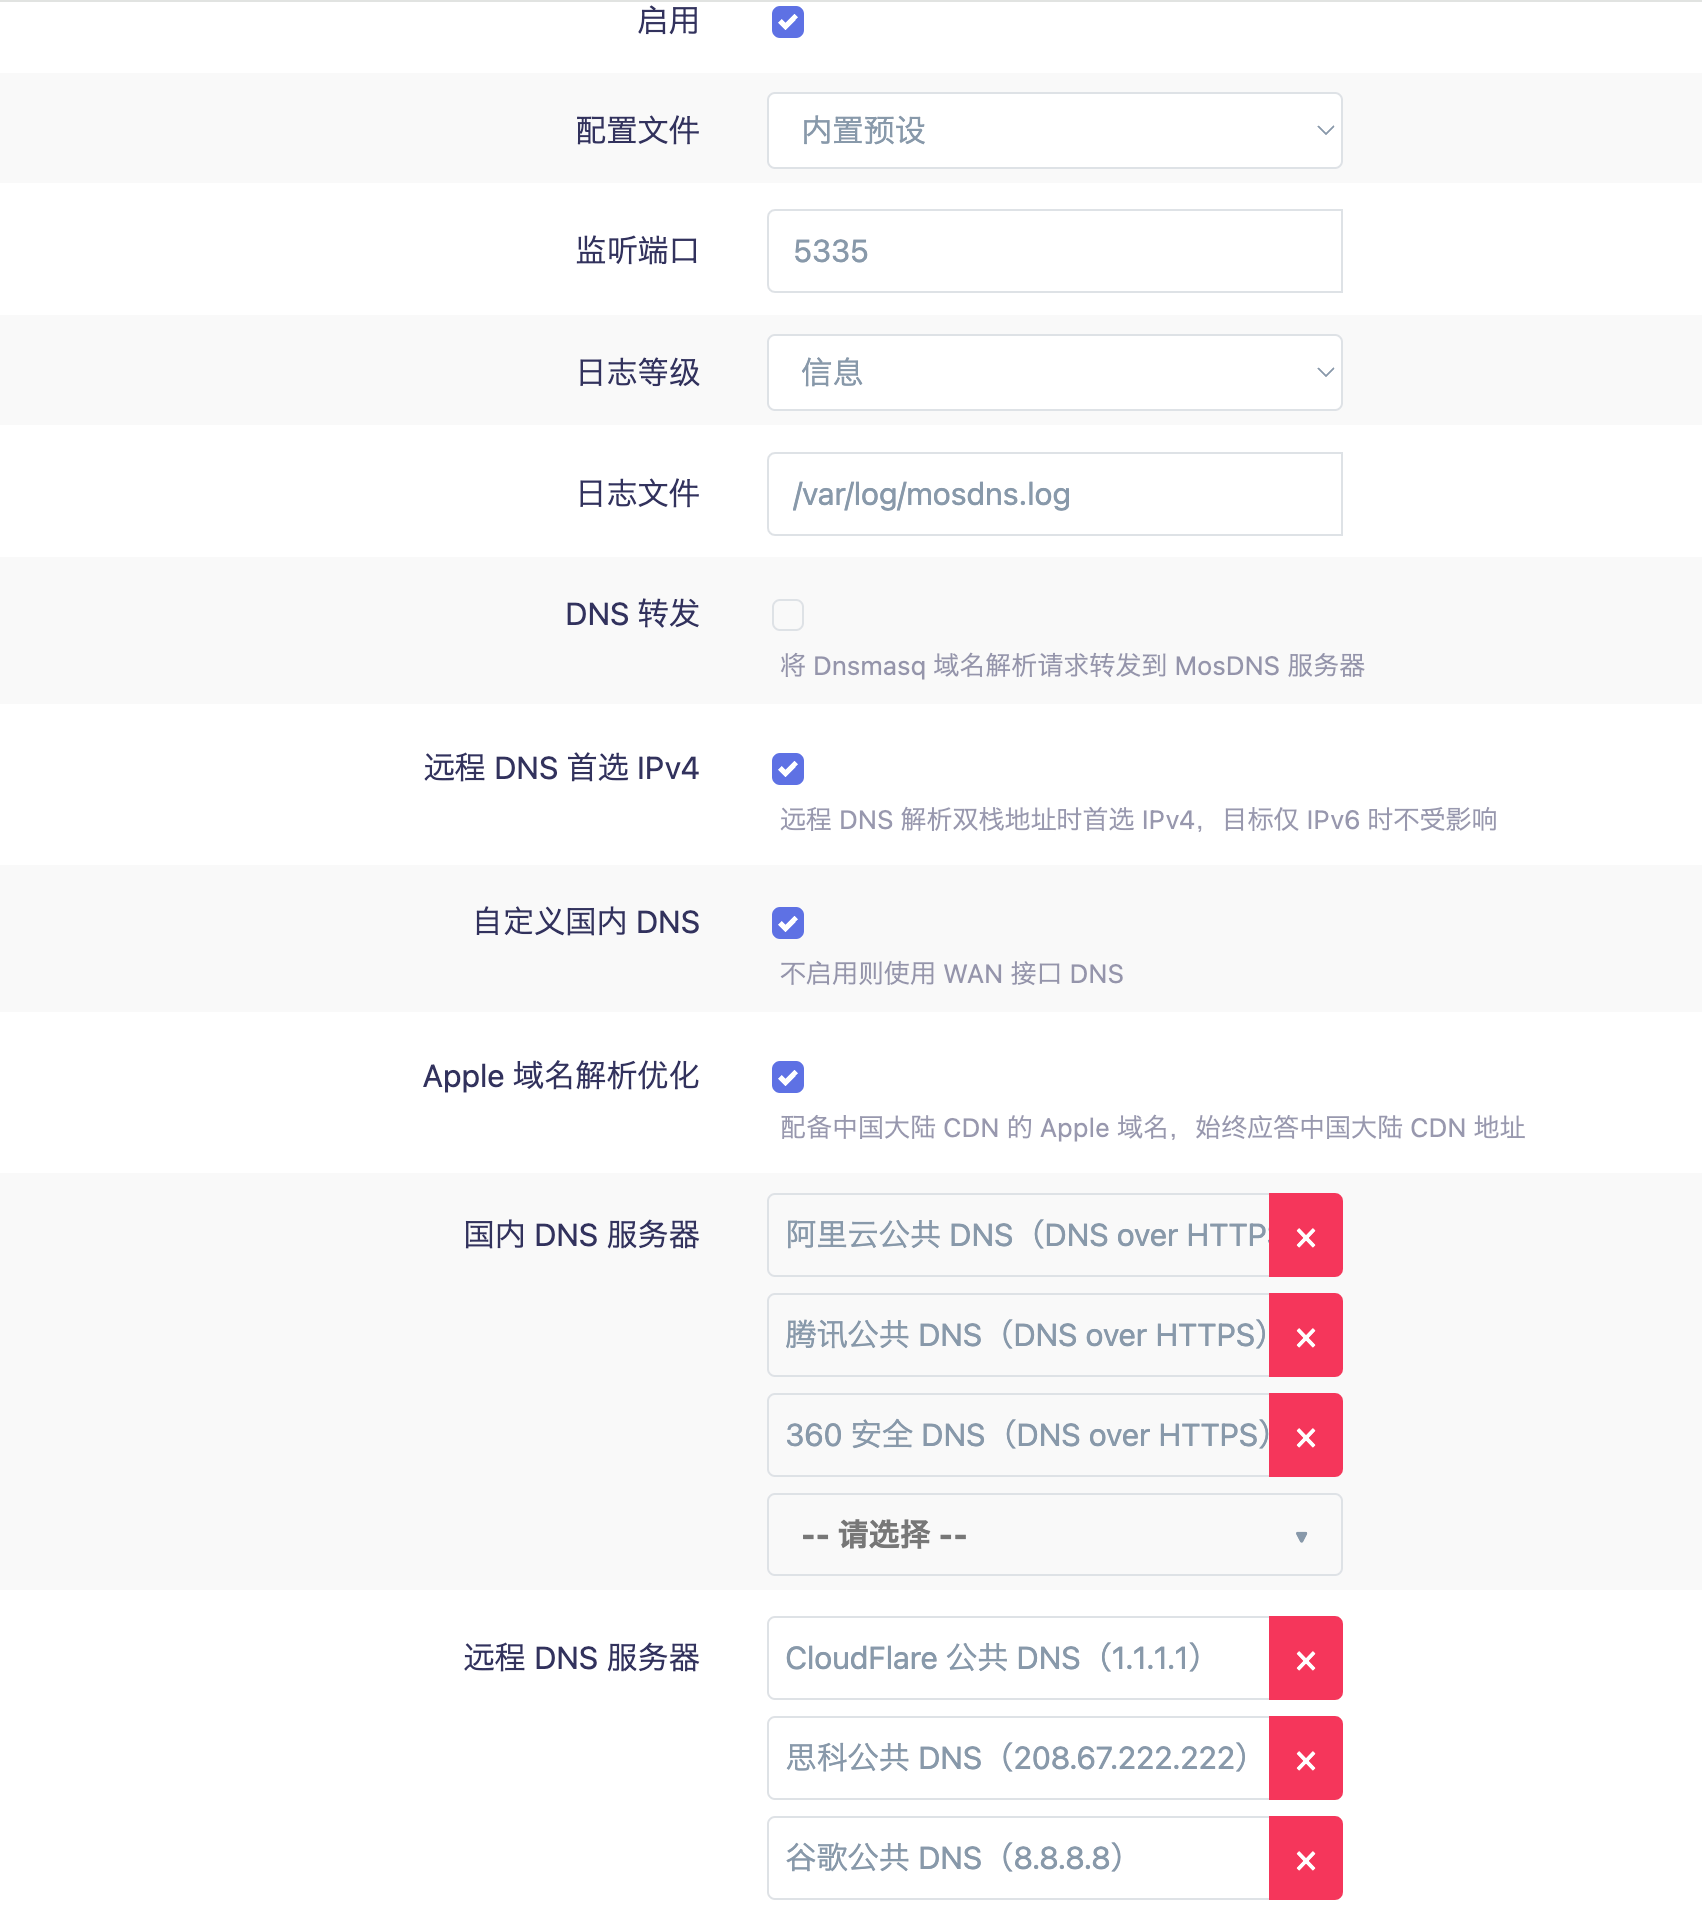 启用
配置文件
内置预设
监听端口
5335
日志等级
信息
日志文件
/var/log/mosdns.log
DNS 转发
将 Dnsmasq 域名解析请求转发到 MosDNS 服务器
远程 DNS 首选 IPv4
远程 DNS 解析双栈地址时首选 IPv4，目标仅 IPv6 时不受影响
自定义国内 DNS
不启用则使用 WAN 接口 DNS
Apple 域名解析优化
配备中国大陆 CDN 的 Apple 域名，始终应答中国大陆 CDN 地址
国内 DNS 服务器
阿里云公共 DNS（DNS over HTTP
腾讯公共 DNS（DNS over HTTPS）
360 安全 DNS（DNS over HTTPS）
-- 请选择 --
远程 DNS 服务器
CloudFlare 公共 DNS（1.1.1.1）
思科公共 DNS（208.67.222.222）
谷歌公共 DNS（8.8.8.8）